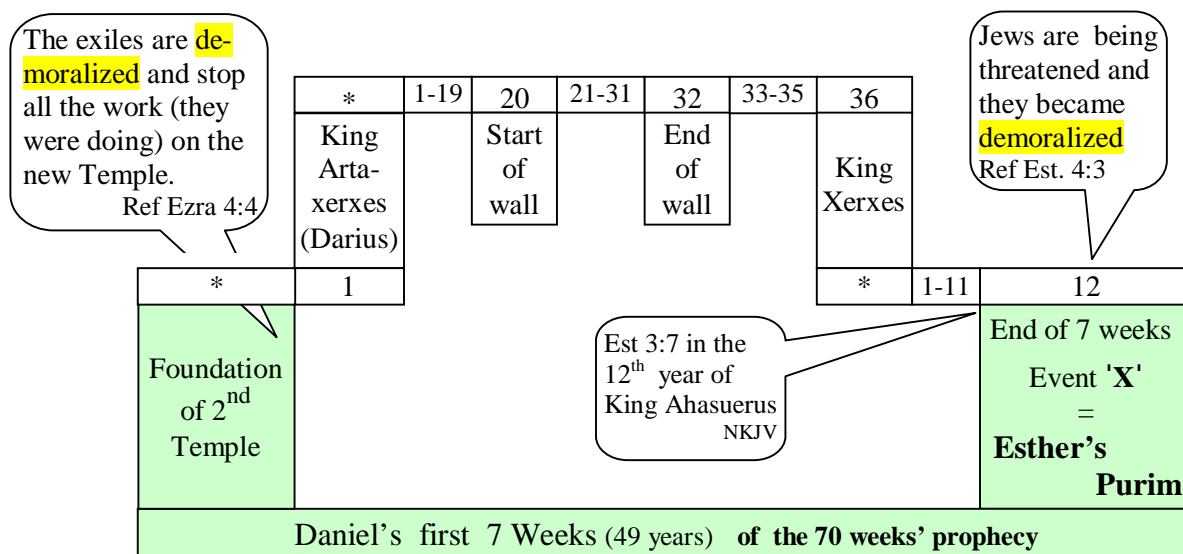 The exiles are de-
moralized and stop
all the work (they
were doing) on the
new Temple.
Ref Ezra 4:4
Jews are being
threatened and
they became
demoralized
Ref Est. 4:3
* 1-19 20 21-31 32 33-35 36
King
Arta-
xerxes
(Darius)
Start
of
wall
End
of
wall
King
Xerxes
* 1 * 1-11 12
Foundation
of 2nd
Temple
Est 3:7 in the
12th year of
King Ahasuerus
NKJV
End of 7 weeks
Event 'X'
=
Esther's
Purim
Daniel's first 7 Weeks (49 years) of the 70 weeks' prophecy